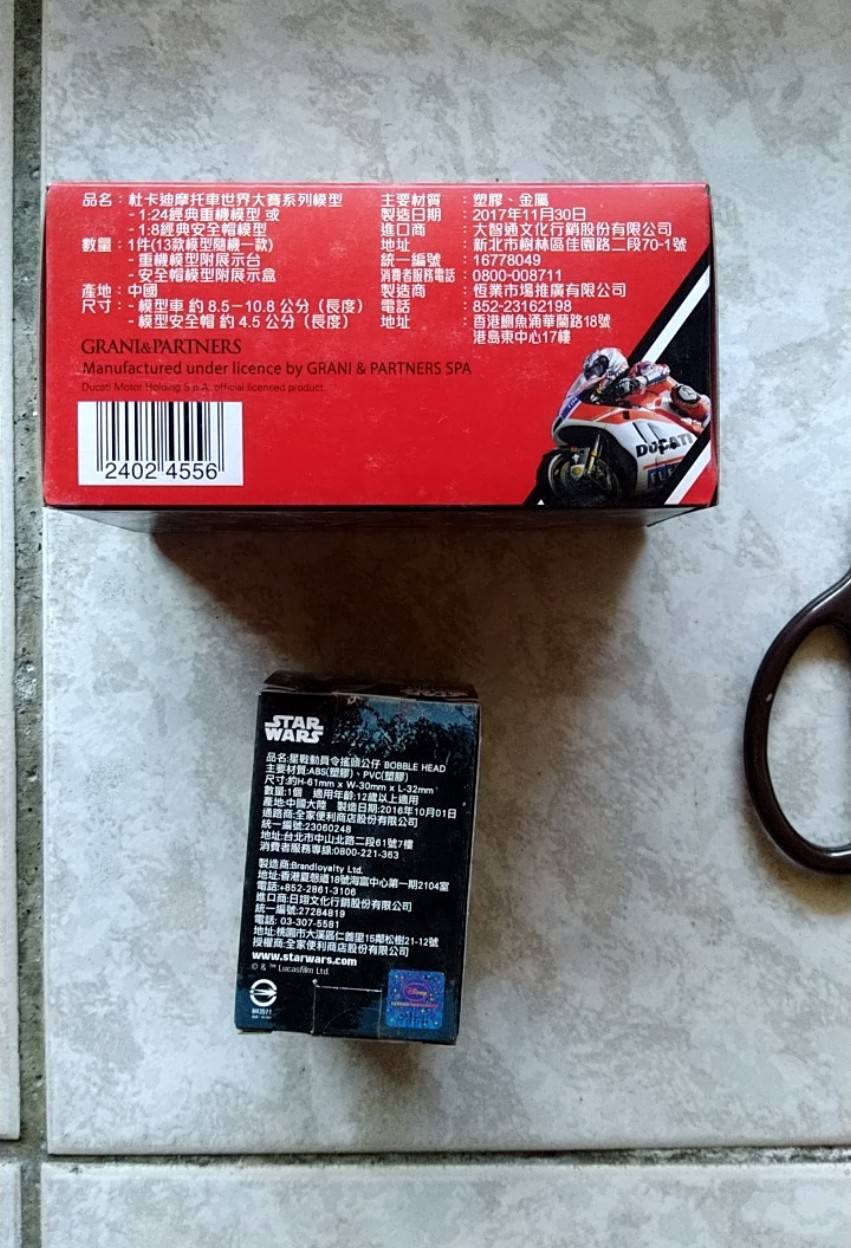 品名：杜卡迪摩托車世界大賽系列模型
- 1:24經典重機模型 或
- 1:8經典安全帽模型
數量：1件(13款模型隨機一款)
- 重機模型附展示台
- 安全帽模型附展示盒
產地：中國
尺寸：- 模型車 約 8.5－10.8 公分（長度）
- 模型安全帽 約 4.5 公分（長度）
主要材質：塑膠、金屬
製造日期：2017年11月30日
進口商：大智通文化行銷股份有限公司
地址：新北市樹林區佳園路二段70-1號
統一編號：16778049
消費者服務電話：0800-008711
製造商：恆業市場推廣有限公司
電話：852-23162198
地址：香港鰂魚涌華蘭路18號
港島東中心17樓
GRANI&PARTNERS
Manufactured under licence by GRANI & PARTNERS SPA
Ducati Motor Holding S.p.A. official licensed product
2402 4556
DUCATI
STAR
WARS
品名:星戰動員令搖頭公仔 BOBBLE HEAD
主要材質:ABS(塑膠)、PVC(塑膠)
尺寸:約H-61mm x W-30mm x L-32mm
數量:1個 適用年齡:12歲以上適用
產地:中國大陸 製造日期:2016年10月01日
通路商:全家便利商店股份有限公司
統一編號:23060248
地址:台北市中山北路二段61號7樓
消費者服務專線:0800-221-363
製造商:Brandloyalty Ltd.
地址:香港夏慤道18號海富中心第一期2104室
電話:+852-2861-3106
進口商:日翊文化行銷股份有限公司
統一編號:27284819
電話: 03-307-5581
地址:桃園市大溪區仁善里15鄰松樹21-12號
授權商:全家便利商店股份有限公司
www.starwars.com
© & ™ Lucasfilm Ltd.
Disney